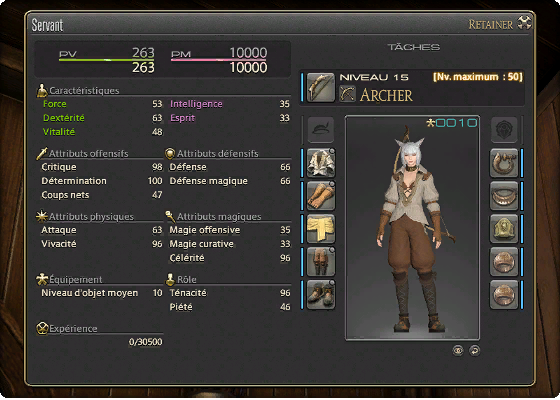 Servant
RETAINER
PV 263 PM 10000
263 10000
TÂCHES
NIVEAU 15 [Nv. maximum : 50]
ARCHER
0010
Caractéristiques
Force 53 Intelligence 35
Dextérité 63 Esprit 33
Vitalité 48
Attributs offensifs Attributs défensifs
Critique 98 Défense 66
Détermination 100 Défense magique 66
Coups nets 47
Attributs physiques Attributs magiques
Attaque 63 Magie offensive 35
Vivacité 96 Magie curative 33
Célérité 96
Équipement Rôle
Niveau d'objet moyen 10 Ténacité 96
Piété 46
Expérience
0/30500